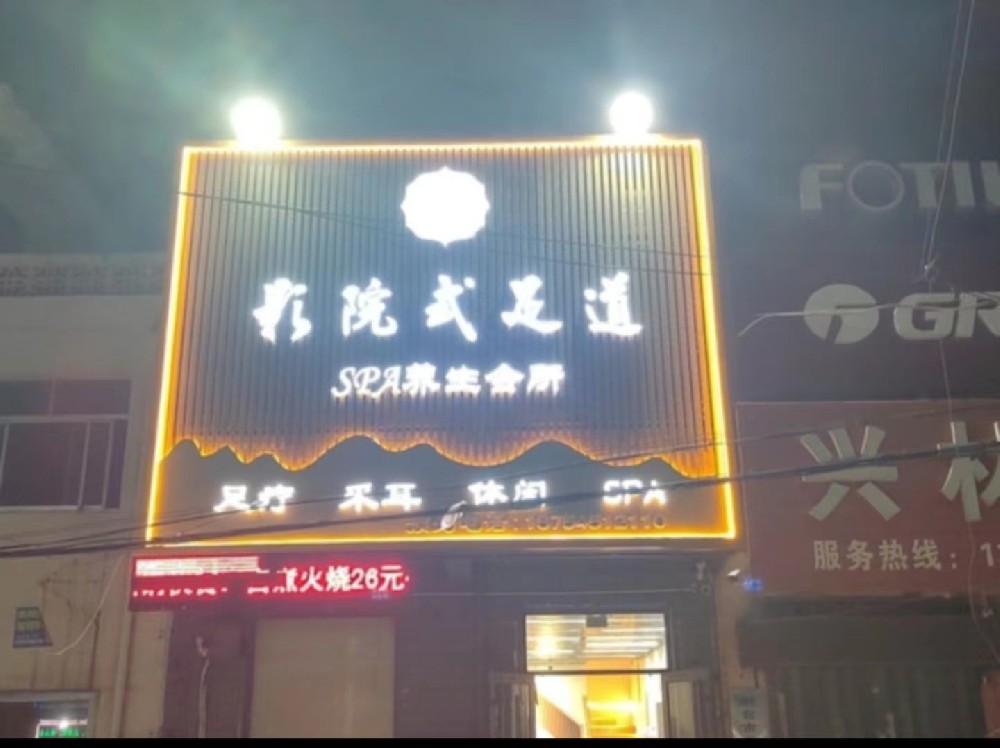 影院式足道
SPA养生会所
足疗 采耳 休闲 SPA
火烧26元
FOTI
GR
兴
服务热线：1